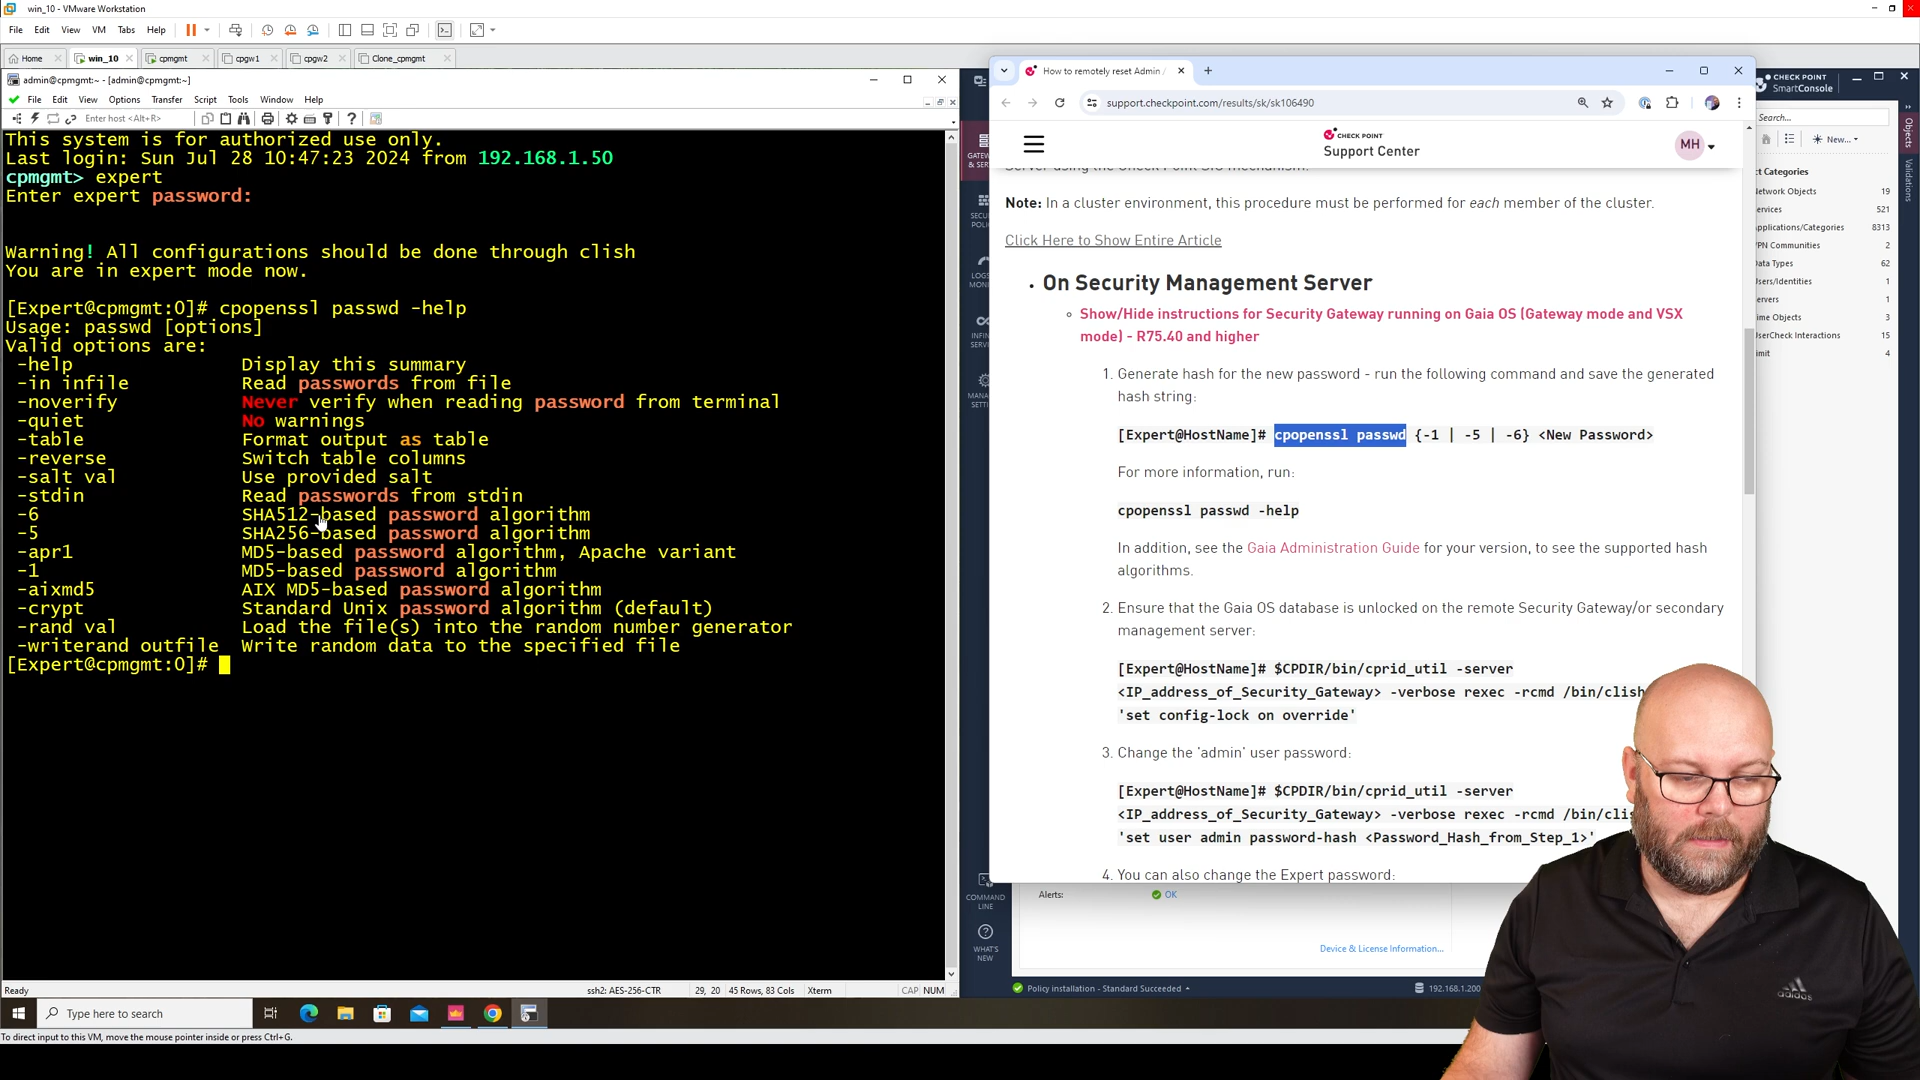 win_10 - VMware Workstation
File Edit View VM Tabs Help
Home win_10 cpmgmt cpgw1 cpgw2 Clone_cpmgmt
admin@cpmgmt:~ - [admin@cpmgmt:~]
File Edit View Options Transfer Script Tools Window Help
Enter host <Alt+R>
This system is for authorized use only.
Last login: Sun Jul 28 10:47:23 2024 from 192.168.1.50
cpmgmt> expert
Enter expert password:
Warning! All configurations should be done through clish
You are in expert mode now.
[Expert@cpmgmt:0]# cpopenssl passwd -help
Usage: passwd [options]
Valid options are:
-help Display this summary
-in infile Read passwords from file
-noverify Never verify when reading password from terminal
-quiet No warnings
-table Format output as table
-reverse Switch table columns
-salt val Use provided salt
-stdin Read passwords from stdin
-6 SHA512-based password algorithm
-5 SHA256-based password algorithm
-apr1 MD5-based password algorithm, Apache variant
-1 MD5-based password algorithm
-aixmd5 AIX MD5-based password algorithm
-crypt Standard Unix password algorithm (default)
-rand val Load the file(s) into the random number generator
-writerand outfile Write random data to the specified file
[Expert@cpmgmt:0]#
Ready ssh2: AES-256-CTR 29, 20 45 Rows, 83 Cols Xterm CAP NUM
Type here to search
To direct input to this VM, move the mouse pointer inside or press Ctrl+G.
How to remotely reset Admin /
support.checkpoint.com/results/sk/sk106490
CHECK POINT
Support Center
MH
Server using the Check Point SIC mechanism.
Note: In a cluster environment, this procedure must be performed for each member of the cluster.
Click Here to Show Entire Article
On Security Management Server
Show/Hide instructions for Security Gateway running on Gaia OS (Gateway mode and VSX
mode) - R75.40 and higher
1. Generate hash for the new password - run the following command and save the generated
hash string:
[Expert@HostName]# cpopenssl passwd {-1 | -5 | -6} <New Password>
For more information, run:
cpopenssl passwd -help
In addition, see the Gaia Administration Guide for your version, to see the supported hash
algorithms.
2. Ensure that the Gaia OS database is unlocked on the remote Security Gateway/or secondary
management server:
[Expert@HostName]# $CPDIR/bin/cprid_util -server
<IP_address_of_Security_Gateway> -verbose rexec -rcmd /bin/clish
'set config-lock on override'
3. Change the 'admin' user password:
[Expert@HostName]# $CPDIR/bin/cprid_util -server
<IP_address_of_Security_Gateway> -verbose rexec -rcmd /bin/clis
'set user admin password-hash <Password_Hash_from_Step_1>'
4. You can also change the Expert password:
CHECK POINT
SmartConsole
Search...
New...
Objects
Validations
ct Categories
Network Objects 19
ervices 521
pplications/Categories 8313
VPN Communities 2
Data Types 62
Users/Identities 1
ervers 1
ime Objects 3
UserCheck Interactions 15
imit 4
COMMAND
LINE
WHAT'S
NEW
Alerts: OK
Device & License Information...
Policy installation - Standard Succeeded
192.168.1.200
adidas